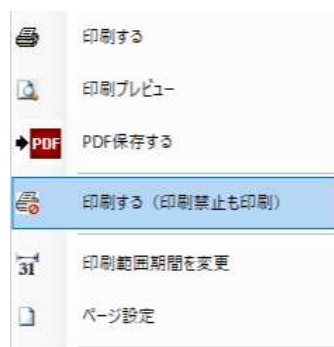 印刷する
印刷プレビュー
PDF
PDF保存する
印刷する（印刷禁止も印刷）
31
印刷範囲期間を変更
ページ設定